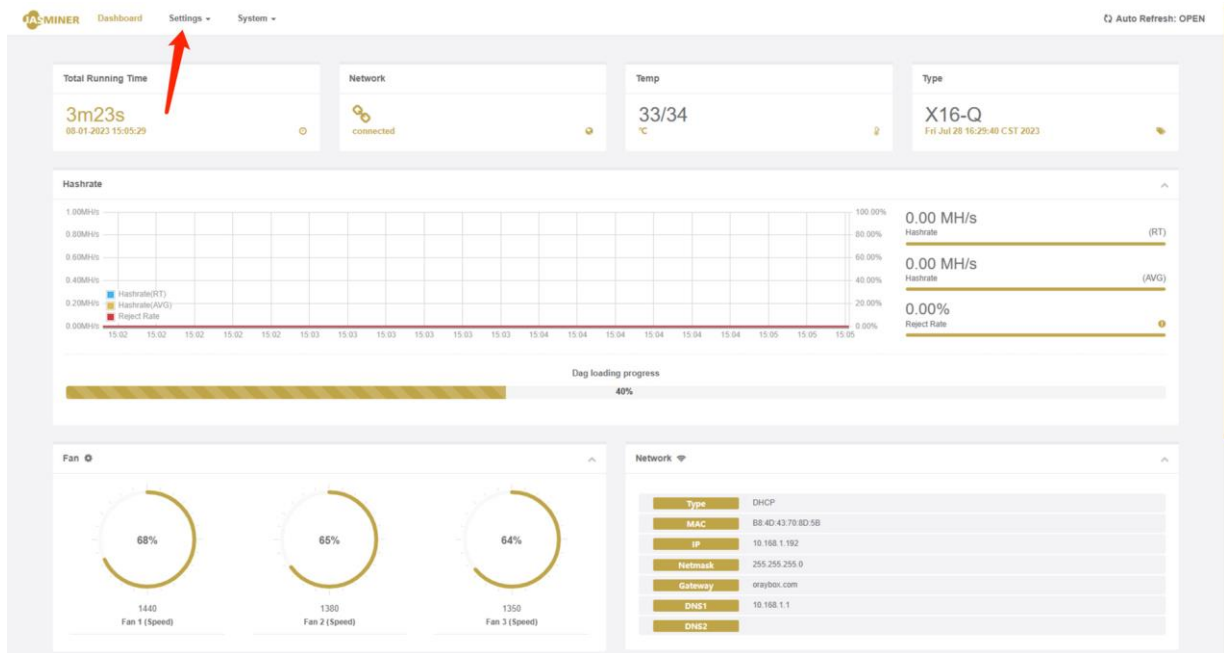 JASMINER Dashboard Settings System Auto Refresh: OPEN
Total Running Time
3m23s
08-01-2023 15:05:29
Network
connected
Temp
33/34
°C
Type
X16-Q
Fri Jul 28 16:29:40 CST 2023
Hashrate
1.00MH/s
0.80MH/s
0.60MH/s
0.40MH/s
0.20MH/s
0.00MH/s
Hashrate(RT)
Hashrate(AVG)
Reject Rate
100.00%
80.00%
60.00%
40.00%
20.00%
0.00%
15:02 15:02 15:02 15:02 15:02 15:03 15:03 15:03 15:03 15:03 15:03 15:04 15:04 15:04 15:04 15:04 15:04 15:05 15:05 15:05
0.00 MH/s
Hashrate (RT)
0.00 MH/s
Hashrate (AVG)
0.00%
Reject Rate
Dag loading progress
40%
Fan
68%
1440
Fan 1 (Speed)
65%
1380
Fan 2 (Speed)
64%
1350
Fan 3 (Speed)
Network
Type DHCP
MAC B8:4D:43:70:8D:5B
IP 10.168.1.192
Netmask 255.255.255.0
Gateway oraybox.com
DNS1 10.168.1.1
DNS2